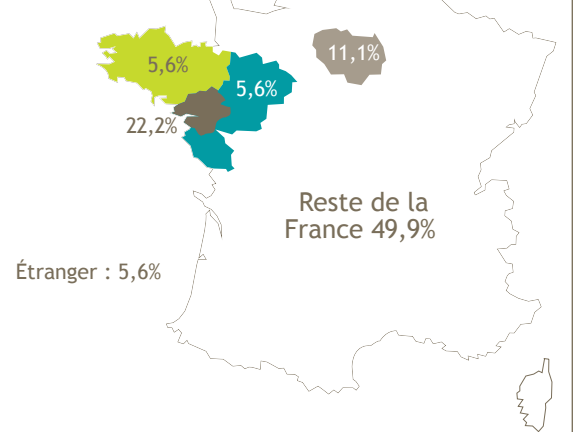 11,1%
5,6%
5,6%
22,2%
Reste de la
France 49,9%
Étranger : 5,6%